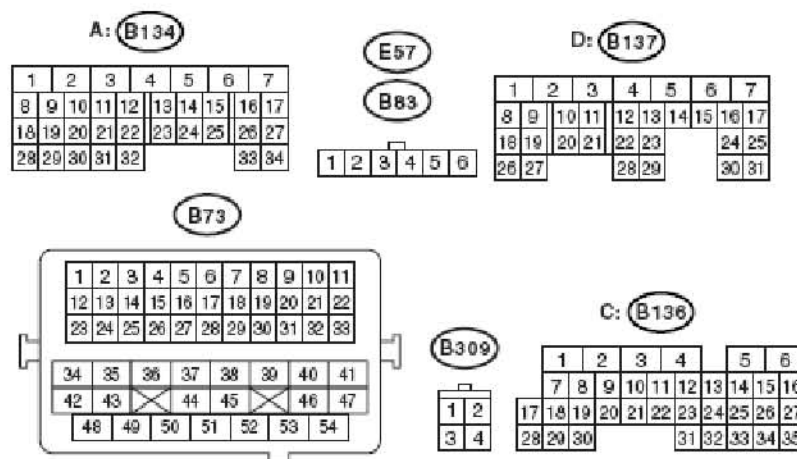 A: B134
1 2 3 4 5 6 7
8 9 10 11 12 13 14 15 16 17
18 19 20 21 22 23 24 25 26 27
28 29 30 31 32 33 34
E57
B83
1 2 3 4 5 6
D: B137
1 2 3 4 5 6 7
8 9 10 11 12 13 14 15 16 17
18 19 20 21 22 23 24 25
26 27 28 29 30 31
B73
1 2 3 4 5 6 7 8 9 10 11
12 13 14 15 16 17 18 19 20 21 22
23 24 25 26 27 28 29 30 31 32 33
34 35 36 37 38 39 40 41
42 43 44 45 46 47
48 49 50 51 52 53 54
B309
1 2
3 4
C: B136
1 2 3 4 5 6
7 8 9 10 11 12 13 14 15 16
17 18 19 20 21 22 23 24 25 26 27
28 29 30 31 32 33 34 35